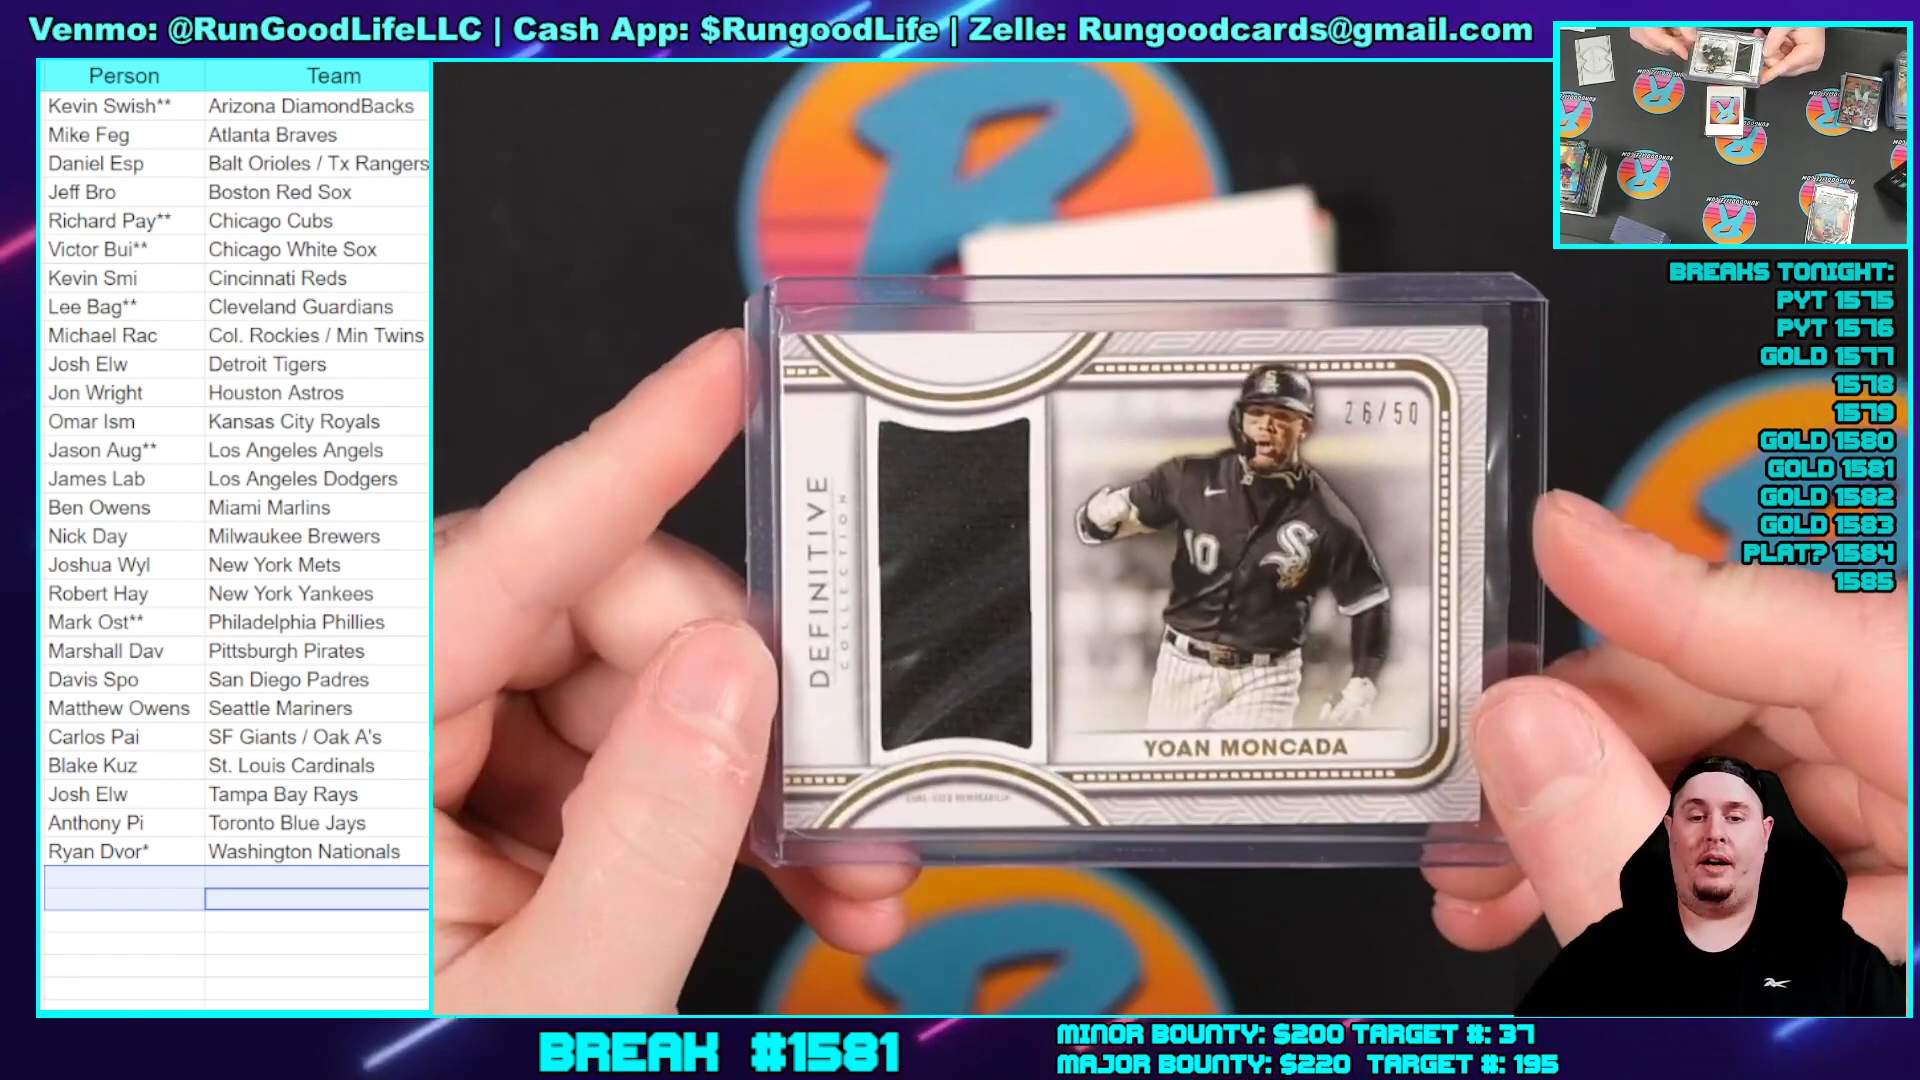 Venmo: @RunGoodLifeLLC | Cash App: $RungoodLife | Zelle: Rungoodcards@gmail.com
Person Team
Kevin Swish** Arizona DiamondBacks
Mike Feg Atlanta Braves
Daniel Esp Balt Orioles / Tx Rangers
Jeff Bro Boston Red Sox
Richard Pay** Chicago Cubs
Victor Bui** Chicago White Sox
Kevin Smi Cincinnati Reds
Lee Bag** Cleveland Guardians
Michael Rac Col. Rockies / Min Twins
Josh Elw Detroit Tigers
Jon Wright Houston Astros
Omar Ism Kansas City Royals
Jason Aug** Los Angeles Angels
James Lab Los Angeles Dodgers
Ben Owens Miami Marlins
Nick Day Milwaukee Brewers
Joshua Wyl New York Mets
Robert Hay New York Yankees
Mark Ost** Philadelphia Phillies
Marshall Dav Pittsburgh Pirates
Davis Spo San Diego Padres
Matthew Owens Seattle Mariners
Carlos Pai SF Giants / Oak A's
Blake Kuz St. Louis Cardinals
Josh Elw Tampa Bay Rays
Anthony Pi Toronto Blue Jays
Ryan Dvor* Washington Nationals
DEFINITIVE
COLLECTION
26/50
10
Sox
YOAN MONCADA
GAME-USED MEMORABILIA
BREAKS TONIGHT:
PYT 1575
PYT 1576
GOLD 1577
1578
1579
GOLD 1580
GOLD 1581
GOLD 1582
GOLD 1583
PLAT? 1584
1585
BREAK #1581
MINOR BOUNTY: $200 TARGET #: 37
MAJOR BOUNTY: $220 TARGET #: 195